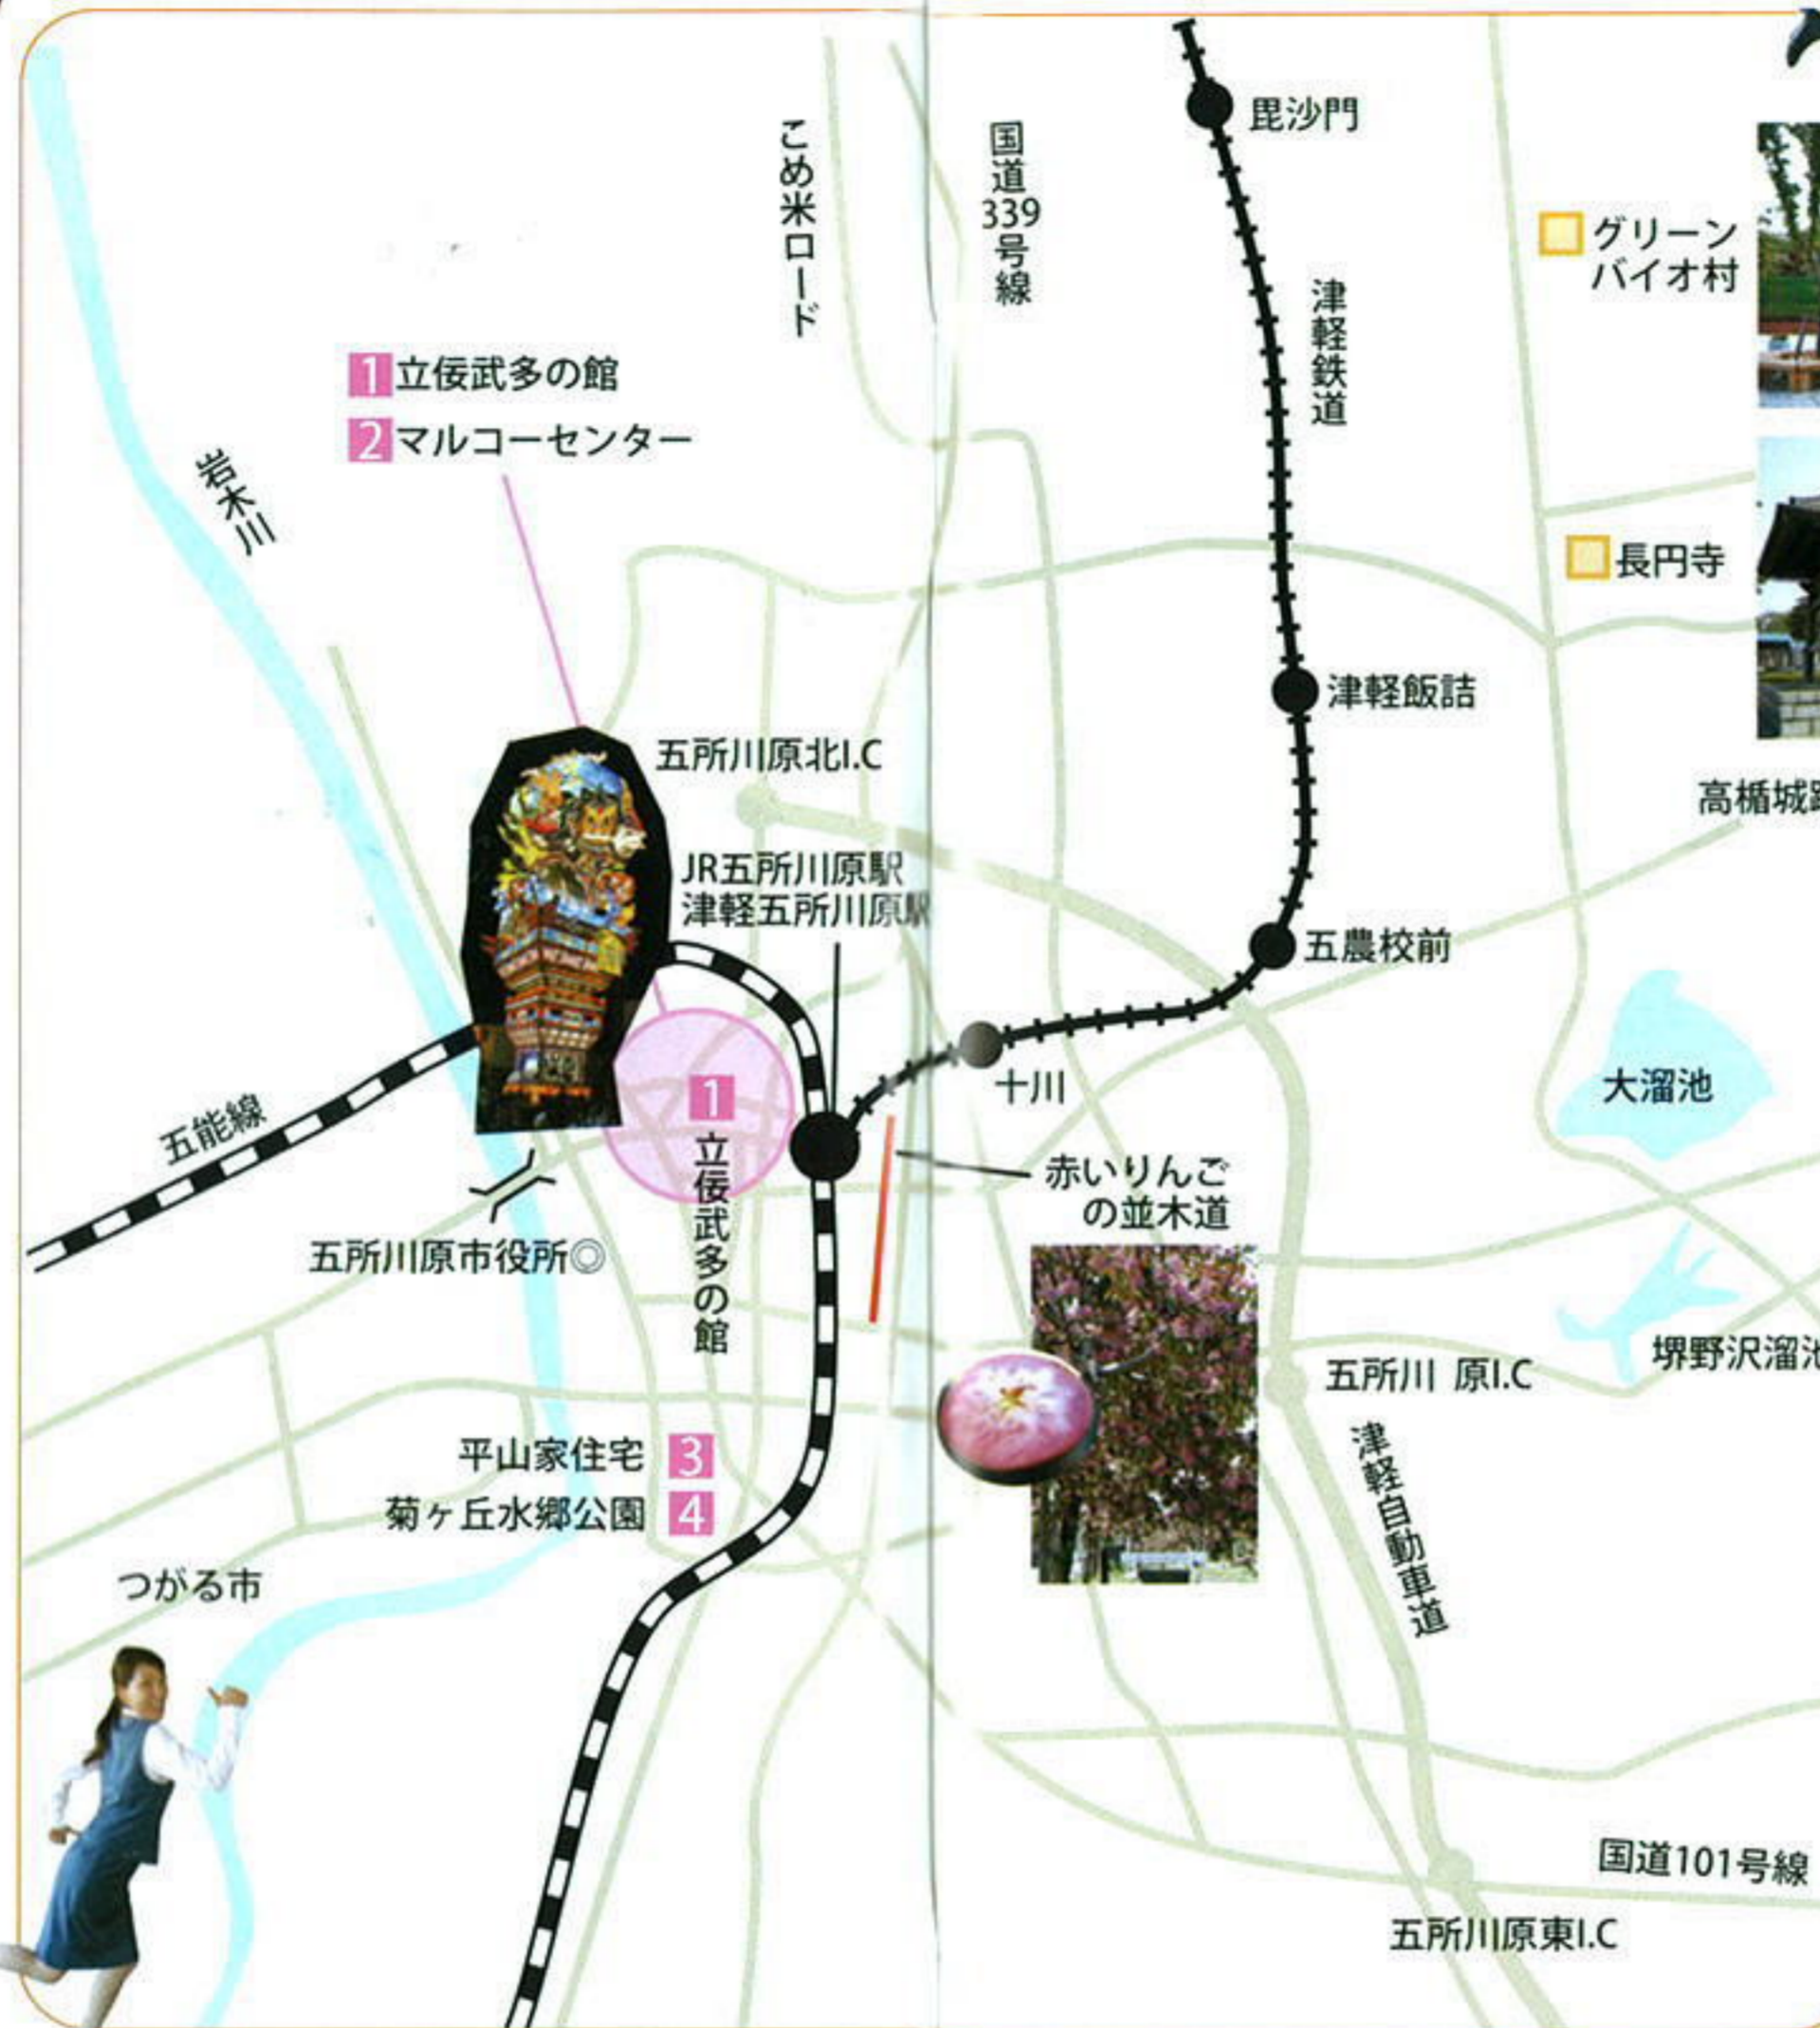 毘沙門
こめ米ロード
国道339号線
津軽鉄道
グリーン
バイオ村
1 立佞武多の館
2 マルコーセンター
岩木川
長円寺
津軽飯詰
五所川原北I.C
高楯城
JR五所川原駅
津軽五所川原駅
五農校前
十川
大溜池
五能線
1 立佞武多の館
赤いりんご
の並木道
五所川原市役所◎
堺野沢溜池
五所川 原I.C
津軽自動車道
平山家住宅 3
菊ヶ丘水郷公園 4
つがる市
国道101号線
五所川原東I.C